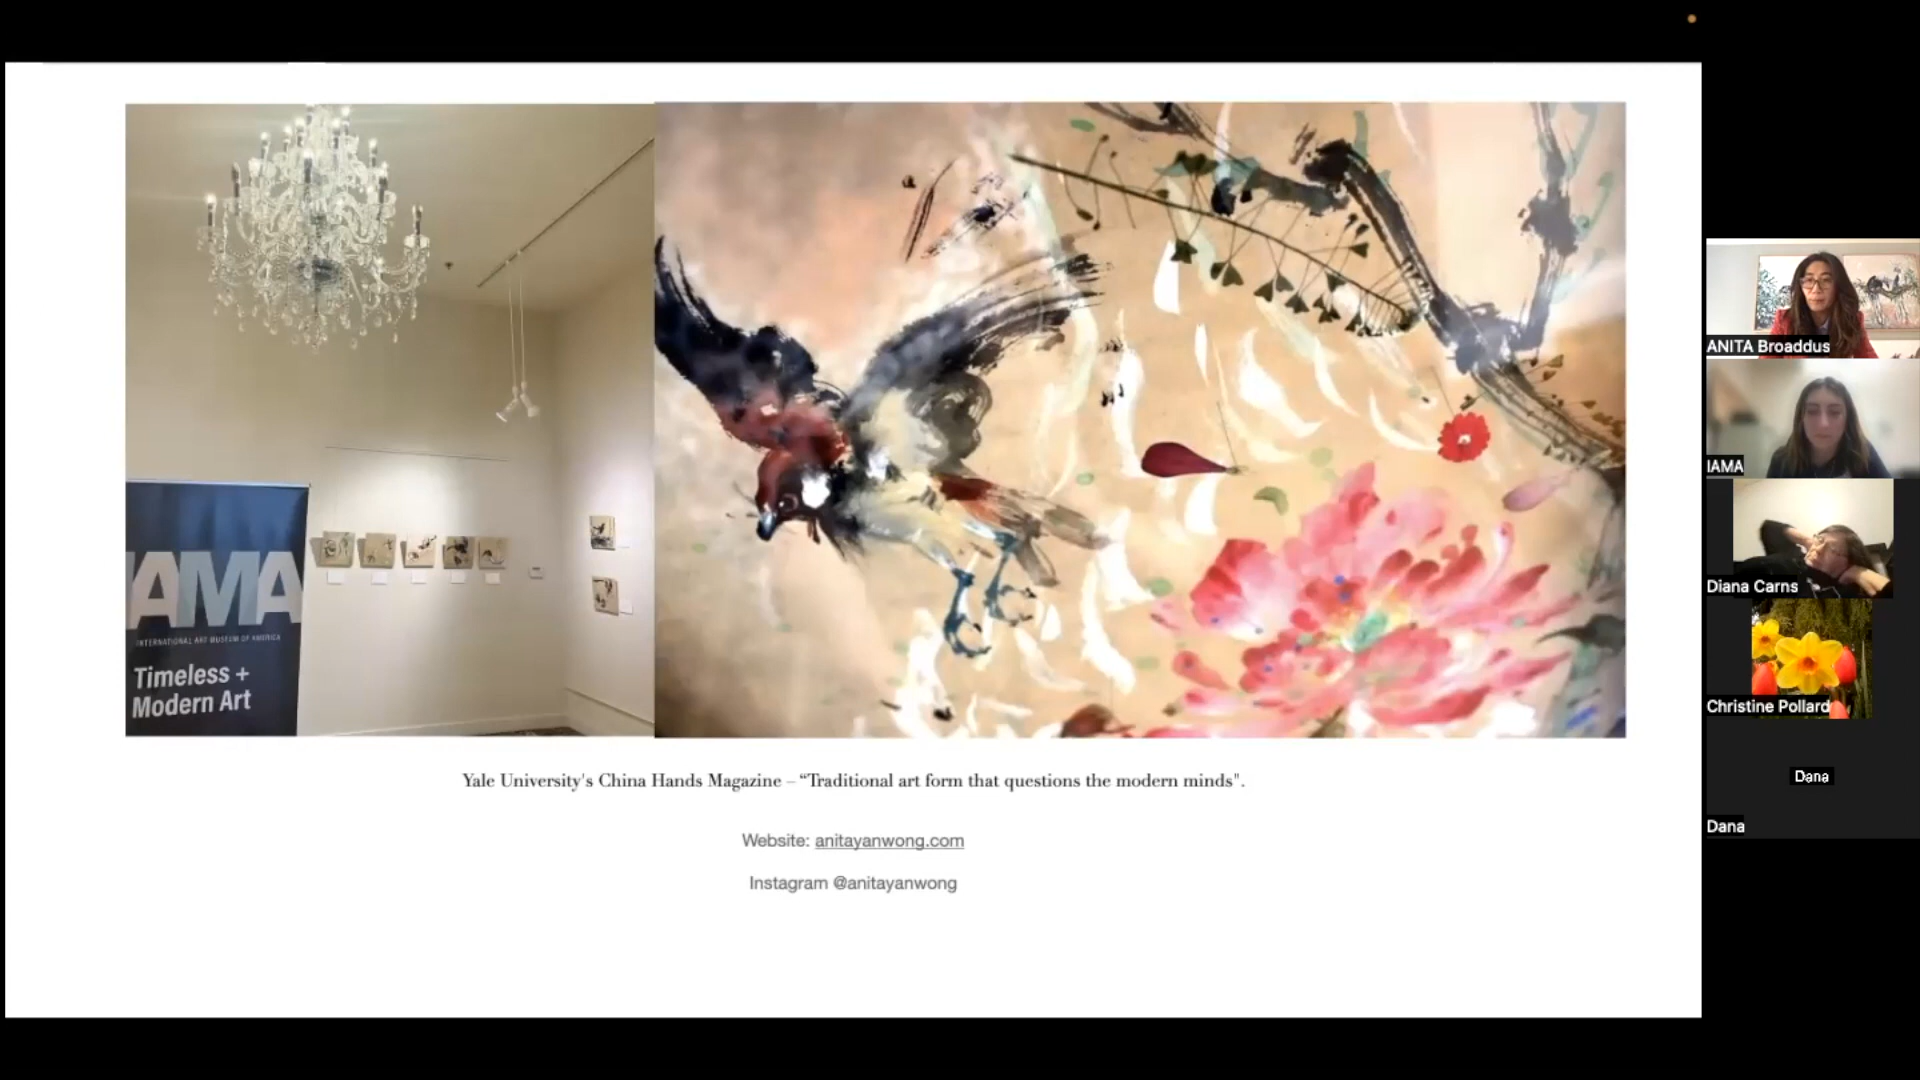 IAMA
INTERNATIONAL ART MUSEUM OF AMERICA
Timeless +
Modern Art
Yale University's China Hands Magazine – “Traditional art form that questions the modern minds".
Website: anitayanwong.com
Instagram @anitayanwong
ANITA Broaddus
IAMA
Diana Carns
Christine Pollard
Dana
Dana